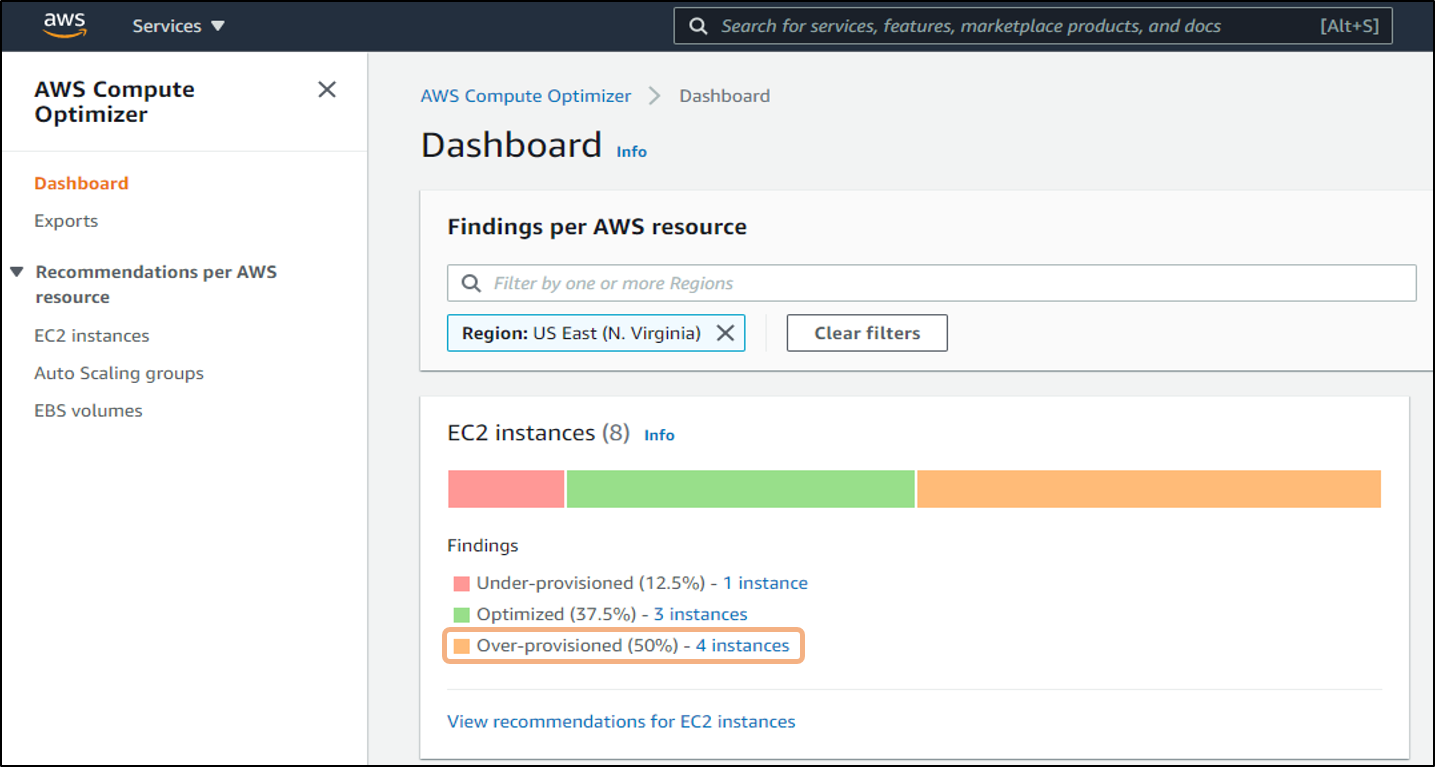 aws
Services
Search for services, features, marketplace products, and docs
[Alt+S]
AWS Compute
Optimizer
Dashboard
Exports
Recommendations per AWS
resource
EC2 instances
Auto Scaling groups
EBS volumes
AWS Compute Optimizer > Dashboard
Dashboard Info
Findings per AWS resource
Filter by one or more Regions
Region: US East (N. Virginia)
Clear filters
EC2 instances (8) Info
Findings
Under-provisioned (12.5%) - 1 instance
Optimized (37.5%) - 3 instances
Over-provisioned (50%) - 4 instances
View recommendations for EC2 instances